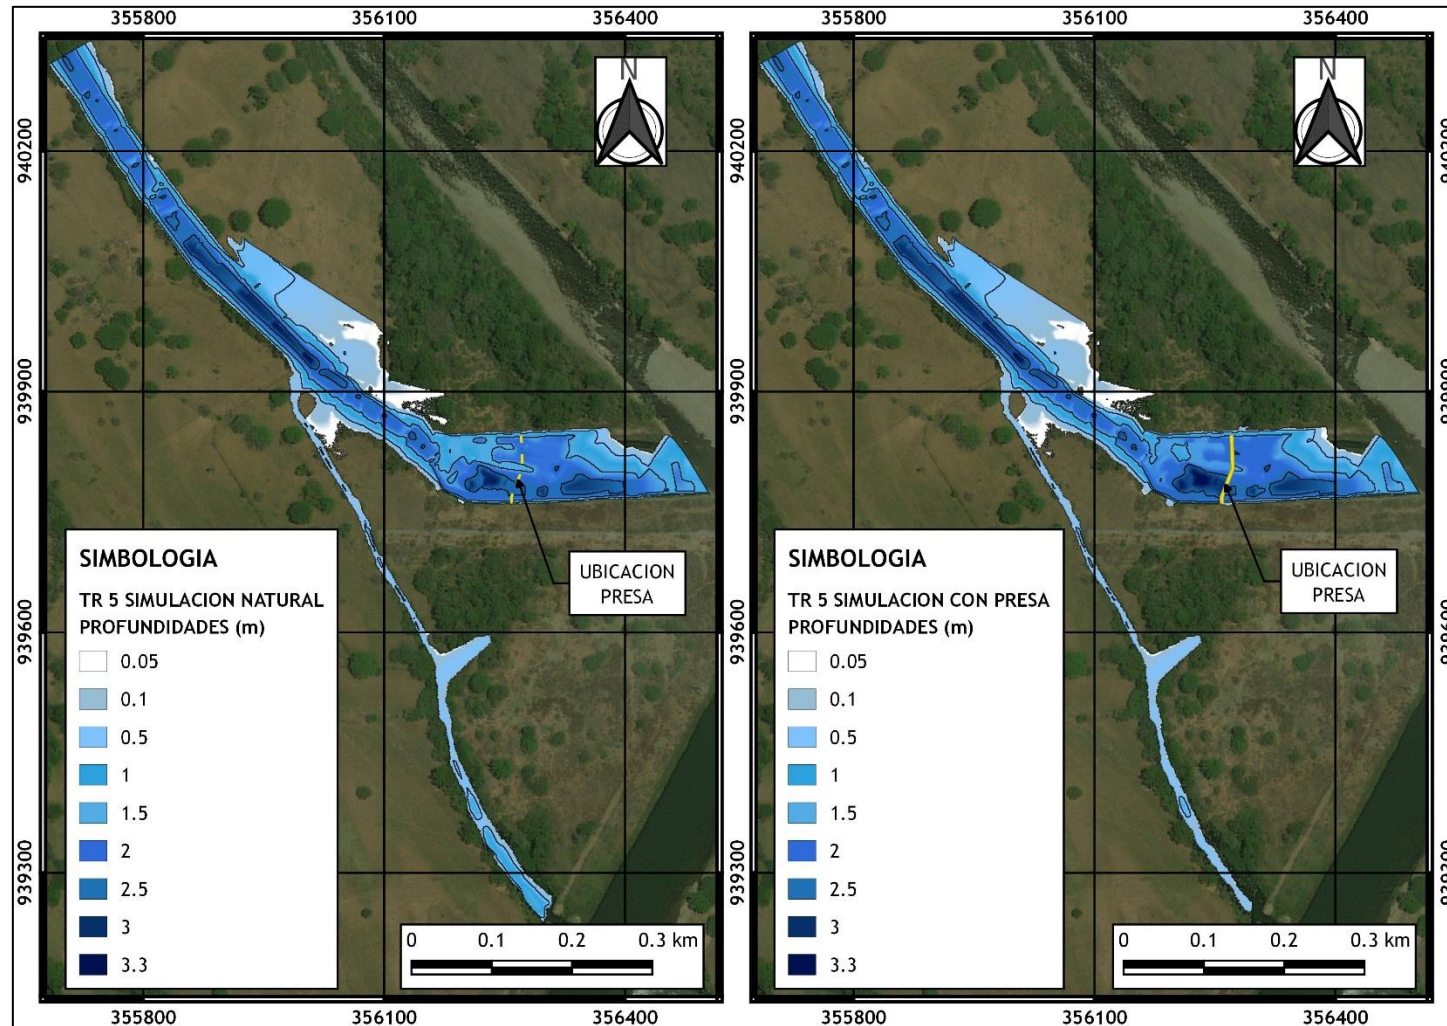 355800 356100 356400 355800 356100 356400
N N
940200 940200 940200
939900 939900 939900
939600 939600 939600
939300 939300 939300
UBICACION
PRESA
SIMBOLOGIA
TR 5 SIMULACION NATURAL
PROFUNDIDADES (m)
0.05
0.1
0.5
1
1.5
2
2.5
3
3.3
0 0.1 0.2 0.3 km
UBICACION
PRESA
SIMBOLOGIA
TR 5 SIMULACION CON PRESA
PROFUNDIDADES (m)
0.05
0.1
0.5
1
1.5
2
2.5
3
3.3
0 0.1 0.2 0.3 km
355800 356100 356400 355800 356100 356400